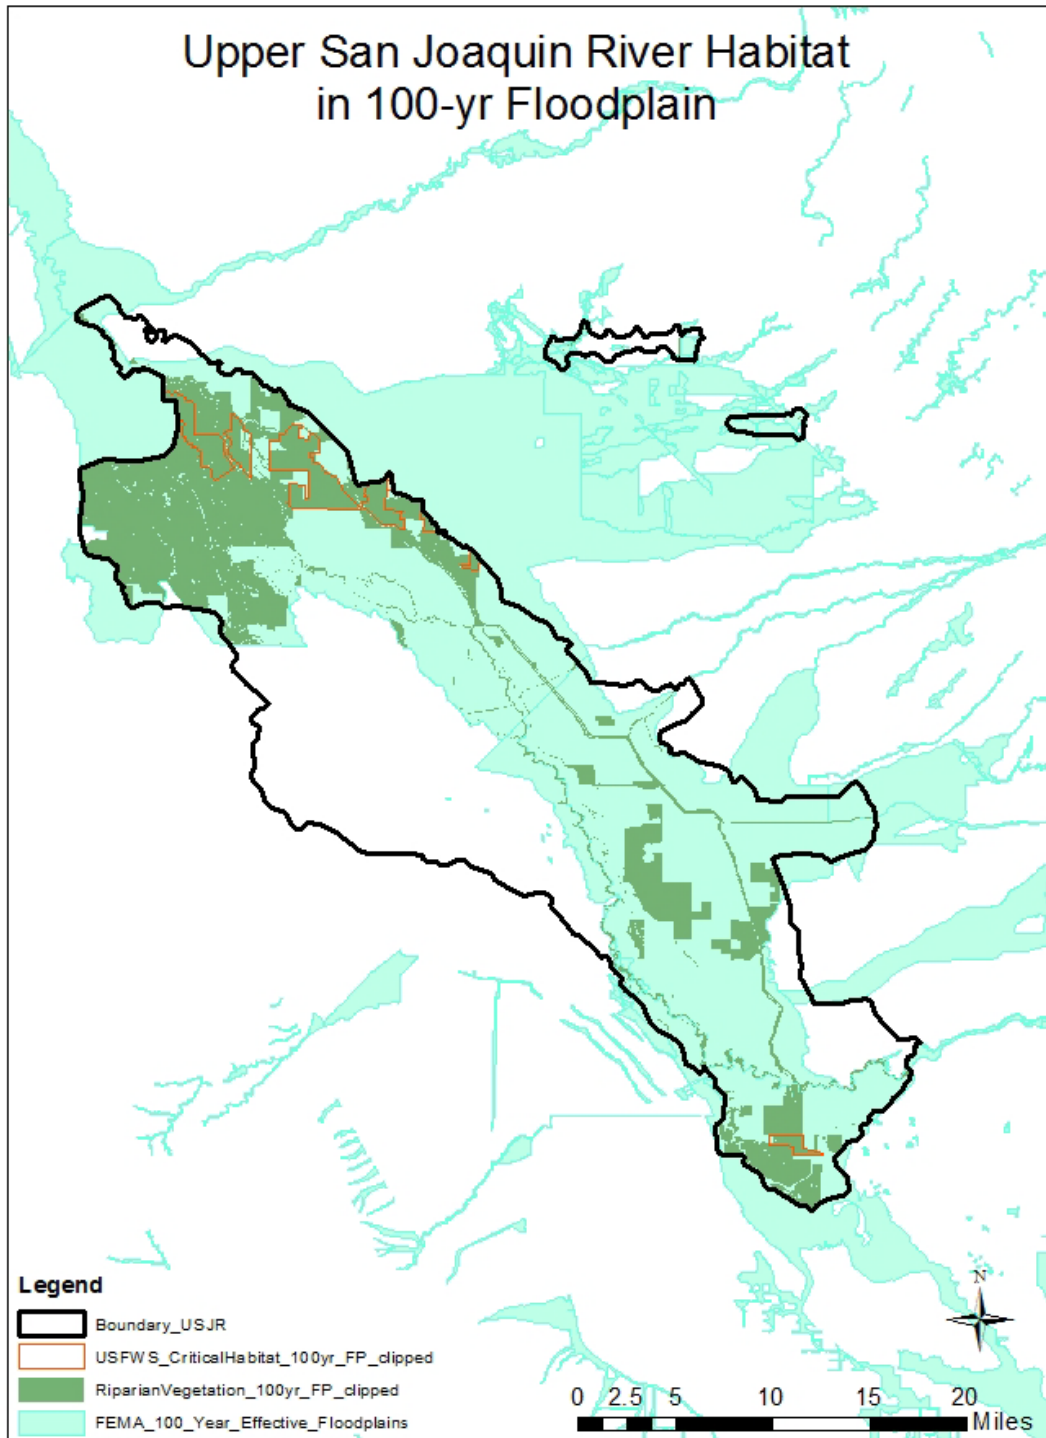 Upper San Joaquin River Habitat
in 100-yr Floodplain
Legend
Boundary_USJR
USFWS_CriticalHabitat_100yr_FP_clipped
RiparianVegetation_100yr_FP_clipped
FEMA_100_Year_Effective_Floodplains
N
0 2.5 5 10 15 20
Miles